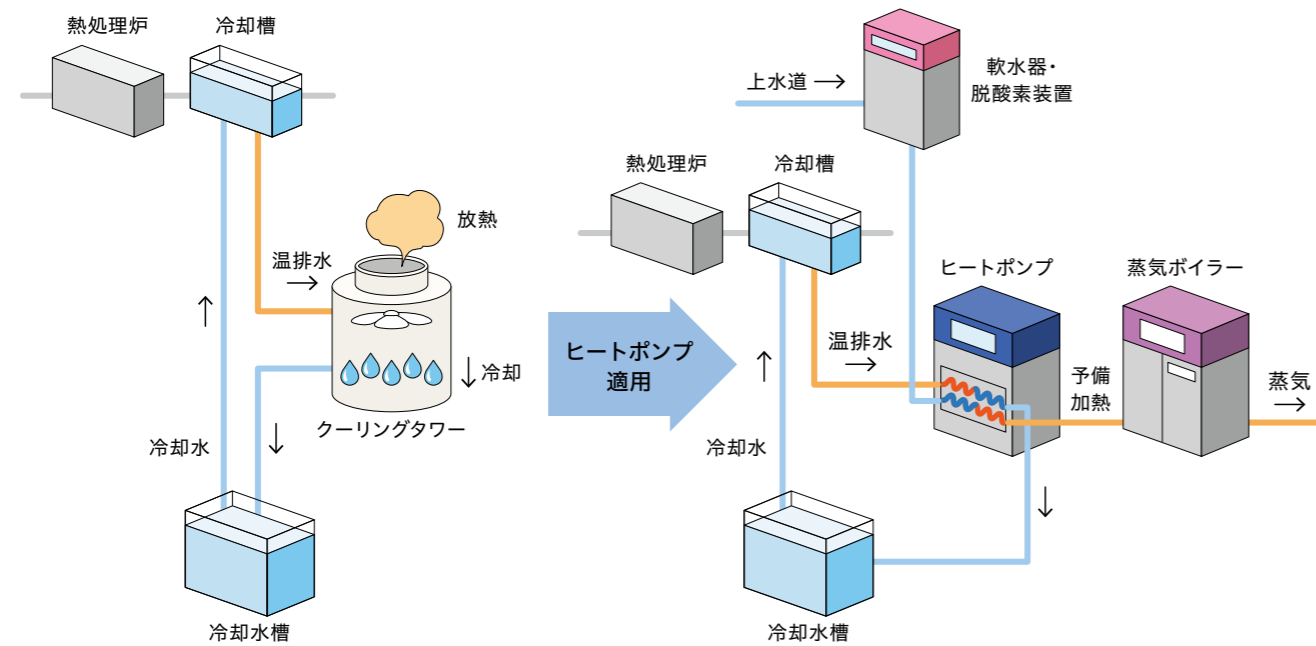 熱処理炉
冷却槽
放熱
温排水
→
↑
↓冷却
クーリングタワー
↓
冷却水
冷却水槽
ヒートポンプ
適用
上水道 →
軟水器・
脱酸素装置
熱処理炉
冷却槽
ヒートポンプ
蒸気ボイラー
温排水
→
↑
予備
加熱
蒸気
→
冷却水
↓
冷却水槽